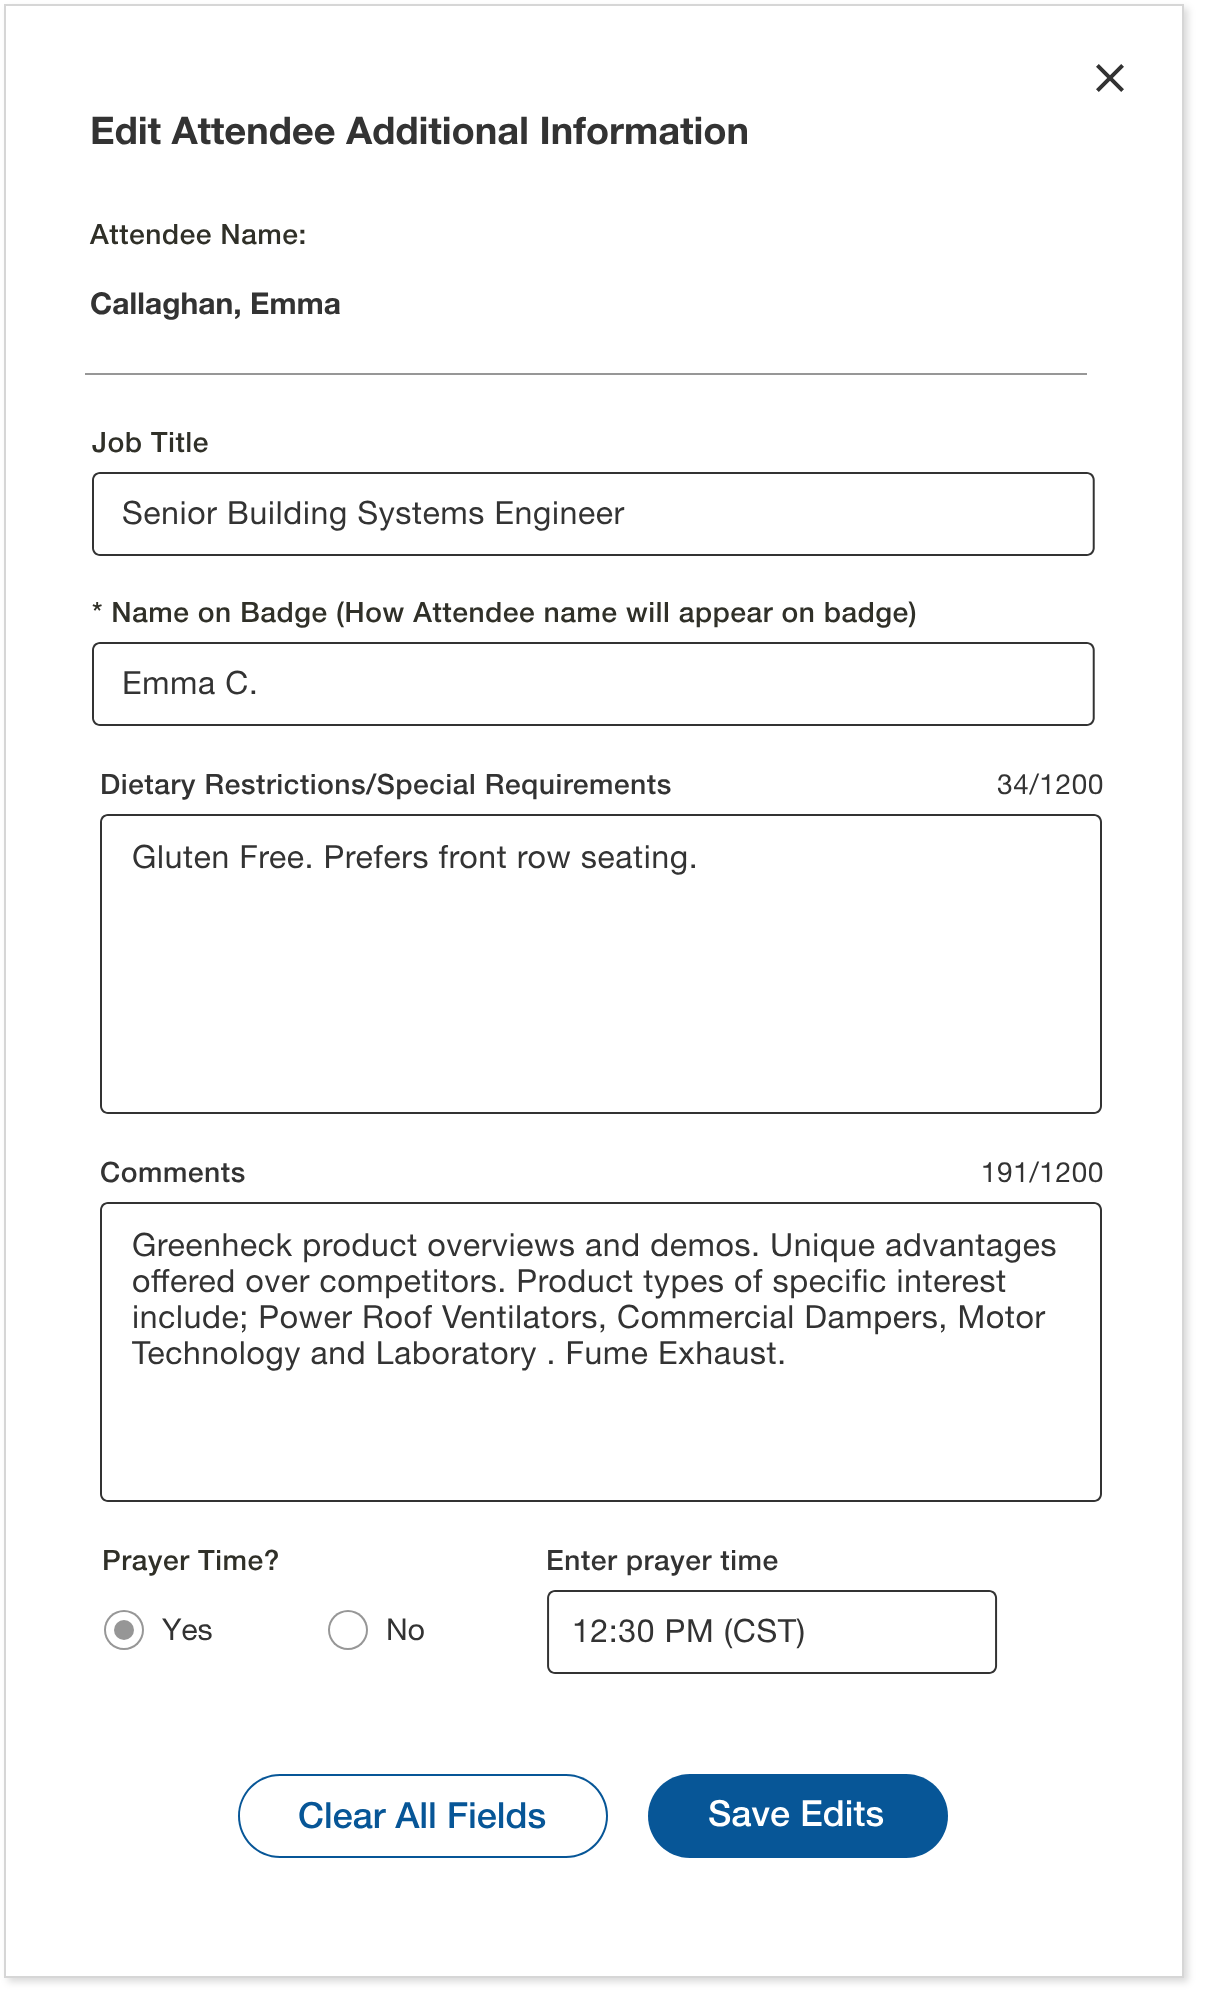 Edit Attendee Additional Information
Attendee Name:
Callaghan, Emma
Job Title
Senior Building Systems Engineer
* Name on Badge (How Attendee name will appear on badge)
Emma C.
Dietary Restrictions/Special Requirements 34/1200
Gluten Free. Prefers front row seating.
Comments 191/1200
Greenheck product overviews and demos. Unique advantages
offered over competitors. Product types of specific interest
include; Power Roof Ventilators, Commercial Dampers, Motor
Technology and Laboratory . Fume Exhaust.
Prayer Time? Enter prayer time
Yes No 12:30 PM (CST)
Clear All Fields Save Edits